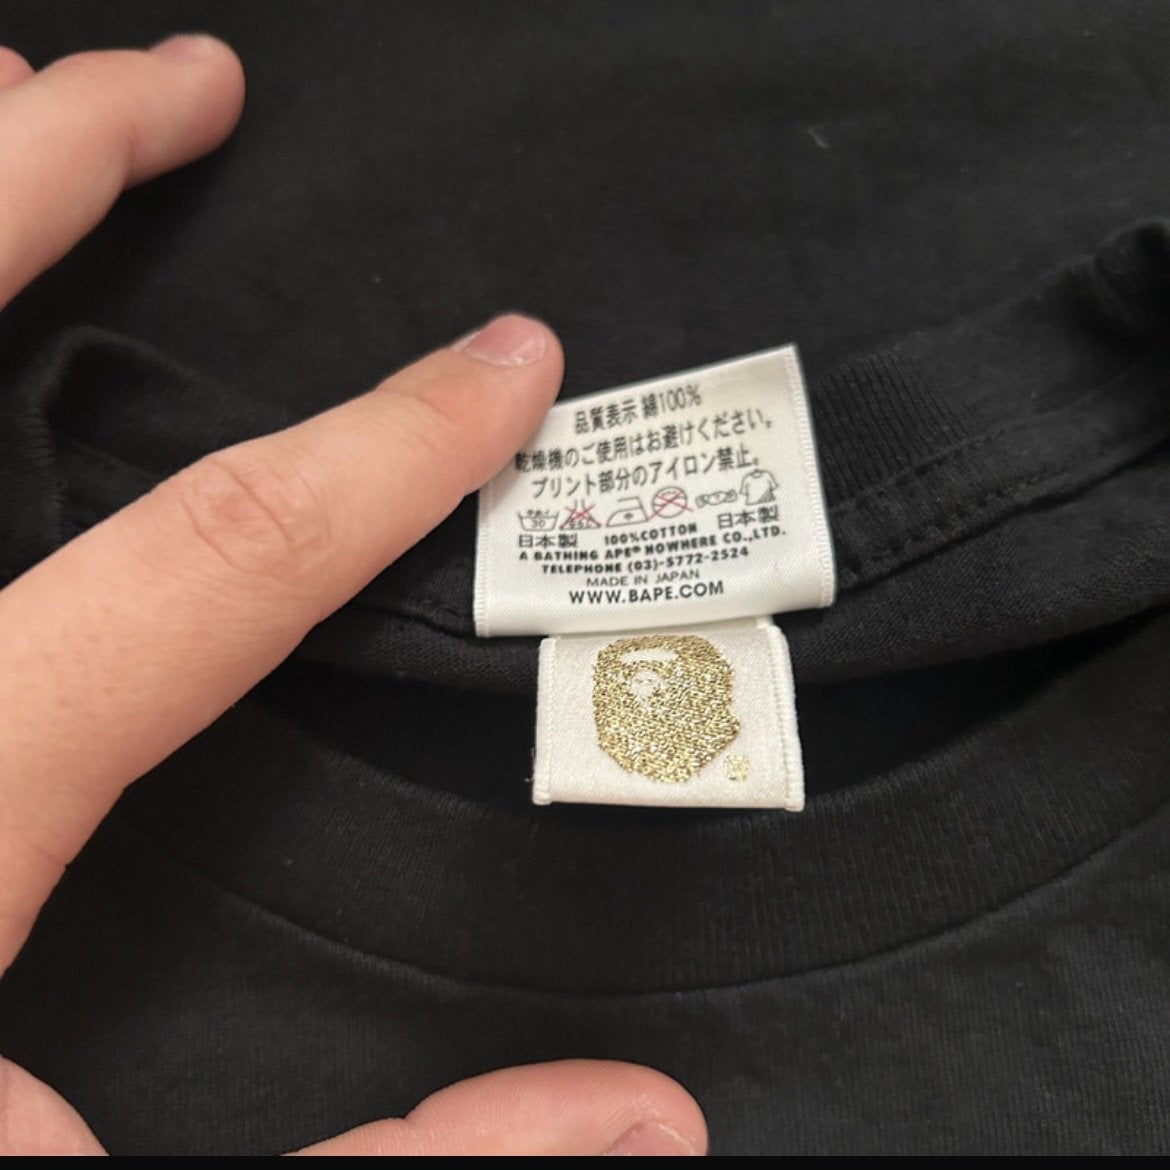 品質表示 綿100%
乾燥機のご使用はお避けください。
プリント部分のアイロン禁止。
日本製 100%COTTON 日本製
A BATHING APE® NOWHERE CO.,LTD.
TELEPHONE (03)-5772-2524
MADE IN JAPAN
WWW.BAPE.COM